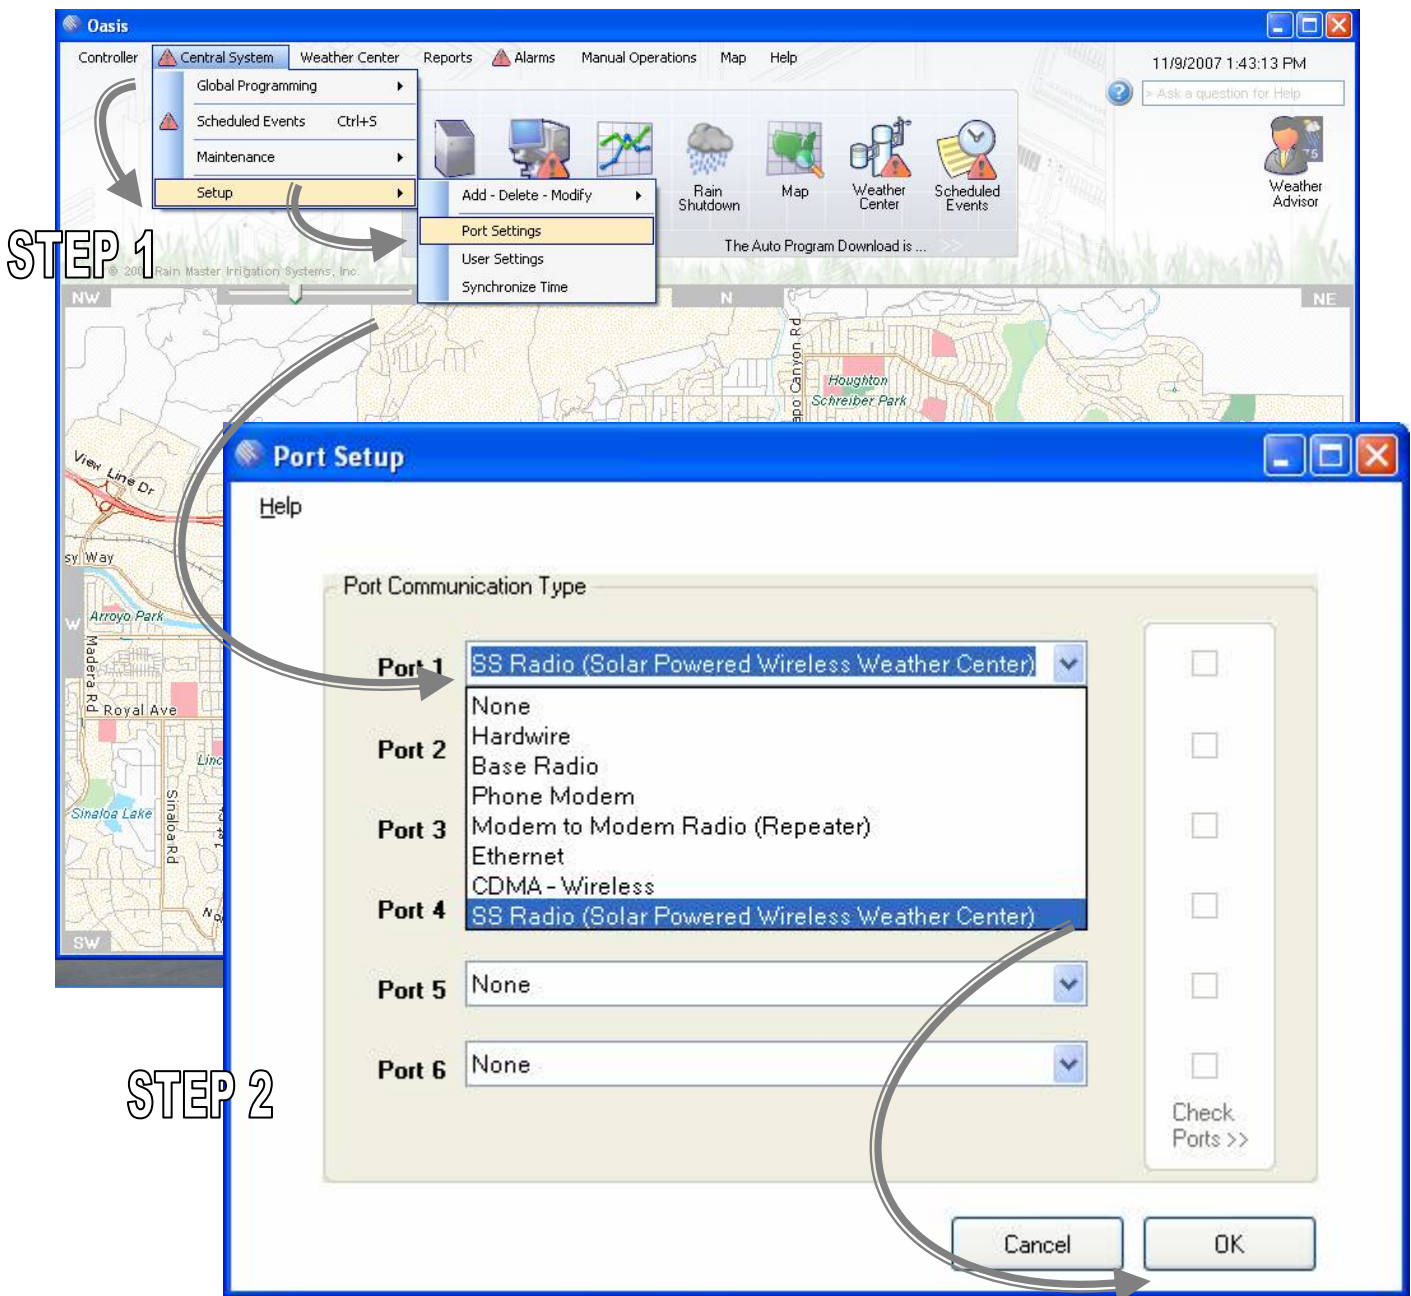 Oasis
Controller Central System Weather Center Reports Alarms Manual Operations Map Help
11/9/2007 1:43:13 PM
> Ask a question for Help
Global Programming
Scheduled Events Ctrl+S
Maintenance
Setup
Add - Delete - Modify
Port Settings
User Settings
Synchronize Time
Rain
Shutdown
Map
Weather
Center
Scheduled
Events
Weather
Advisor
The Auto Program Download is ... >>
STEP 1
Rain Master Irrigation Systems, Inc.
NW
N
NE
Canyon Rd
Houghton
Schreiber Park
View Line Dr
Way
W
Arroyo Park
Madera Rd
Royal Ave
Sinaloa Lake
Sinaloa Rd
SW
Port Setup
Help
Port Communication Type
Port 1 SS Radio (Solar Powered Wireless Weather Center)
None
Hardwire
Base Radio
Phone Modem
Modem to Modem Radio (Repeater)
Ethernet
CDMA - Wireless
SS Radio (Solar Powered Wireless Weather Center)
Port 2
Port 3
Port 4
Port 5 None
Port 6 None
Check
Ports >>
STEP 2
Cancel OK